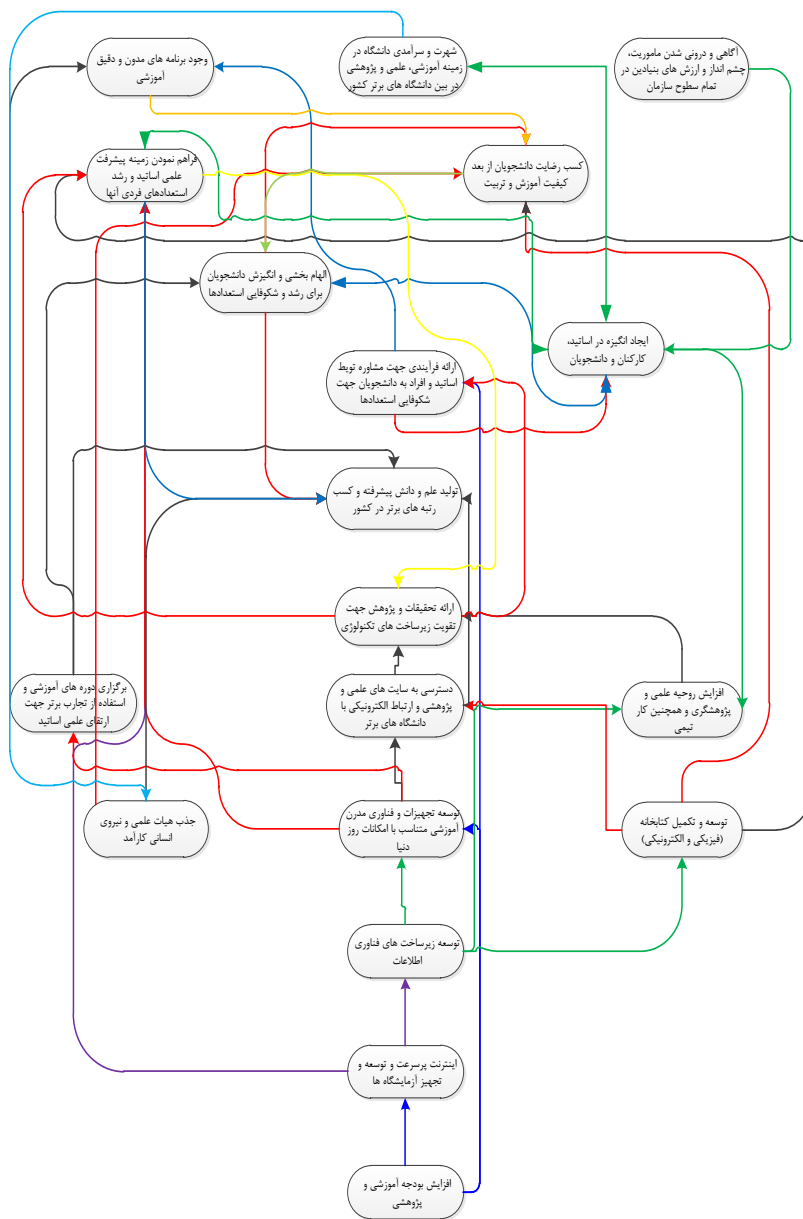 آگاهی و درونی شدن ماموریت،
چشم انداز و ارزش های بنیادین در
تمام سطوح سازمان
شهرت و سرآمدی دانشگاه در
زمینه آموزشی، علمی و پژوهشی
در بین دانشگاه های برتر کشور
وجود برنامه های مدون و دقیق
آموزشی
کسب رضایت دانشجویان از بعد
کیفیت آموزش و تربیت
فراهم نمودن زمینه پیشرفت
علمی اساتید و رشد
استعدادهای فردی آنها
الهام بخشی و انگیزش دانشجویان
برای رشد و شکوفایی استعدادها
ایجاد انگیزه در اساتید،
کارکنان و دانشجویان
ارائه فرآیندی جهت مشاوره توبط
اساتید و افراد به دانشجویان جهت
شکوفایی استعدادها
تولید علم و دانش پیشرفته و کسب
رتبه های برتر در کشور
ارائه تحقیقات و پژوهش جهت
تقویت زیرساخت های تکنولوژی
افزایش روحیه علمی و
پژوهشگری و همچنین کار
تیمی
دسترسی به سایت های علمی و
پژوهشی و ارتباط الکترونیکی با
دانشگاه های برتر
برگزاری دوره های آموزشی و
استفاده از تجارب برتر جهت
ارتقای علمی اساتید
توسعه و تکمیل کتابخانه
(فیزیکی و الکترونیکی)
توسعه تجهیزات و فناوری مدرن
آموزشی متناسب با امکانات روز
دنیا
جذب هیات علمی و نیروی
انسانی کارآمد
توسعه زیرساخت های فناوری
اطلاعات
اینترنت پرسرعت و توسعه و
تجهیز آزمایشگاه ها
افزایش بودجه آموزشی و
پژوهشی